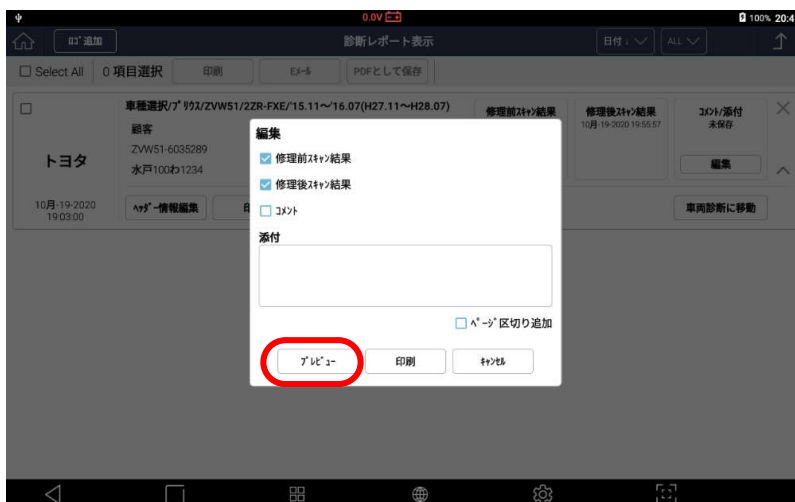 0.0V
100% 20:4
ﾛｺﾞ追加
診断レポート表示
日付↓
ALL
Select All
0 項目選択
印刷
Eﾒｰﾙ
PDFとして保存
車種選択/ﾌﾟﾘｳｽ/ZVW51/2ZR-FXE/'15.11～'16.07(H27.11～H28.07)
顧客
ZVW51-6035289
水戸100わ1234
トヨタ
10月-19-2020
19:03:00
修理前ｽｷｬﾝ結果
修理後ｽｷｬﾝ結果
10月-19-2020 19:55:57
ｺﾒﾝﾄ/添付
未保存
編集
ﾍｯﾀﾞｰ情報編集
車両診断に移動
編集
修理前ｽｷｬﾝ結果
修理後ｽｷｬﾝ結果
ｺﾒﾝﾄ
添付
ﾍﾟｰｼﾞ区切り追加
ﾌﾟﾚﾋﾞｭｰ
印刷
ｷｬﾝｾﾙ